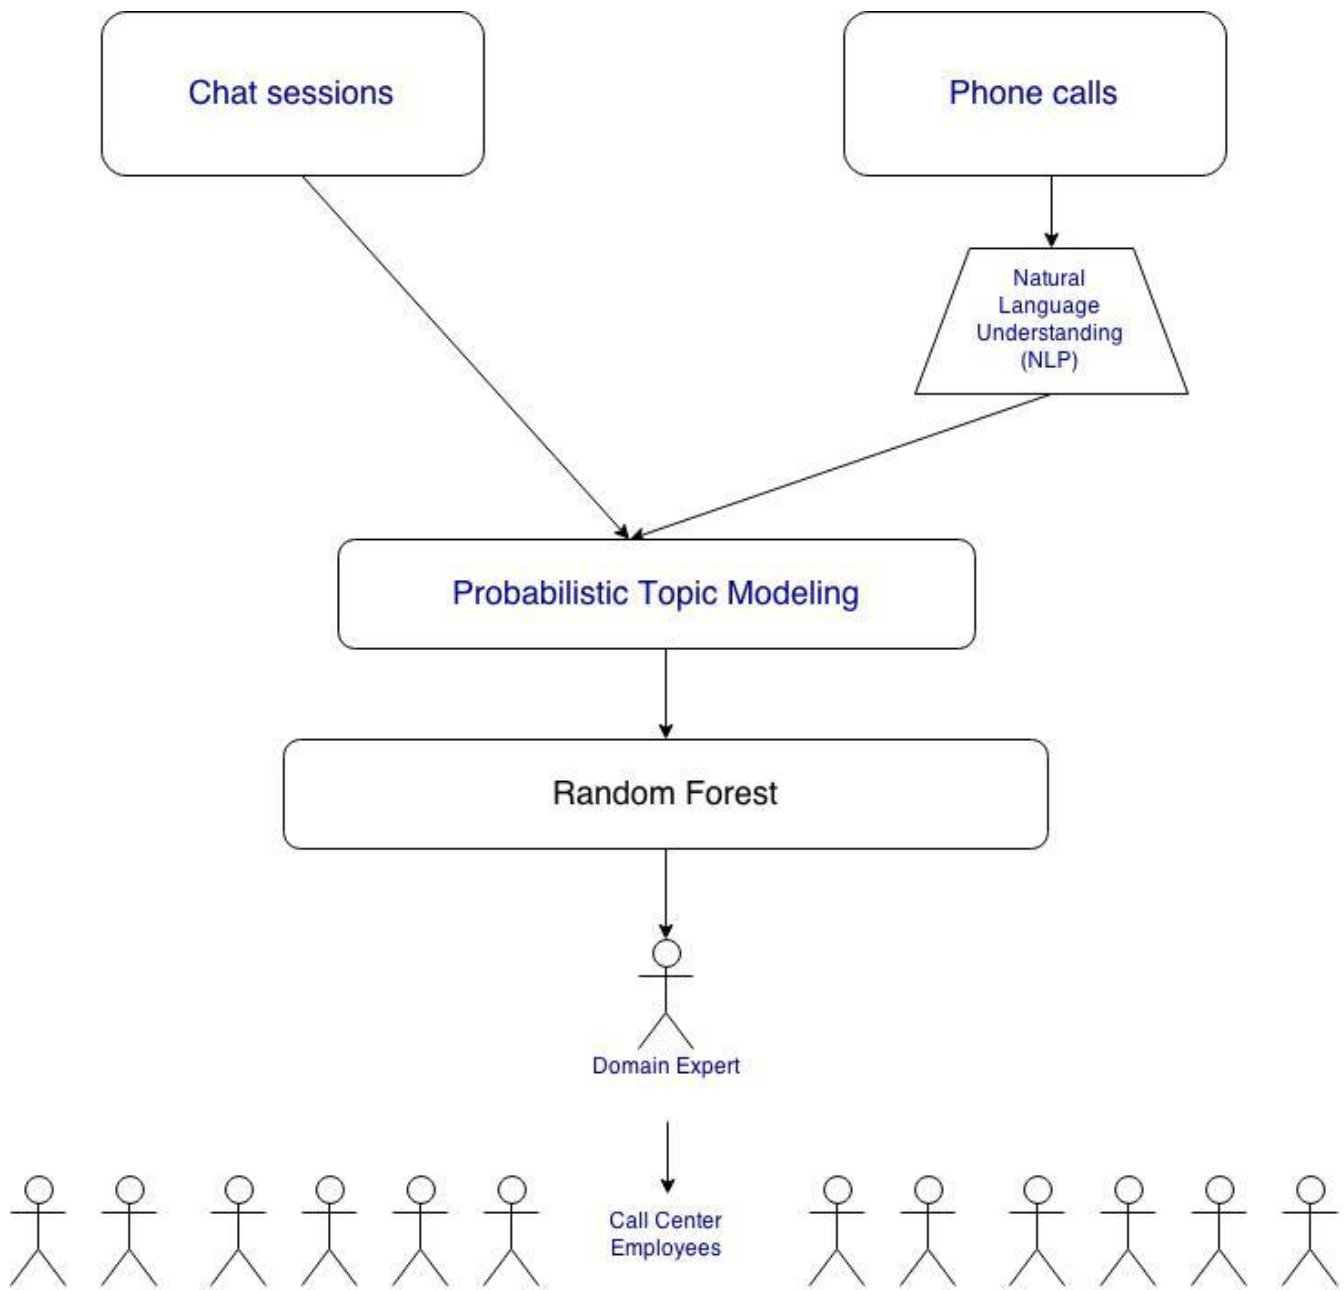 Chat sessions
Phone calls
Natural
Language
Understanding
(NLP)
Probabilistic Topic Modeling
Random Forest
Domain Expert
Call Center
Employees